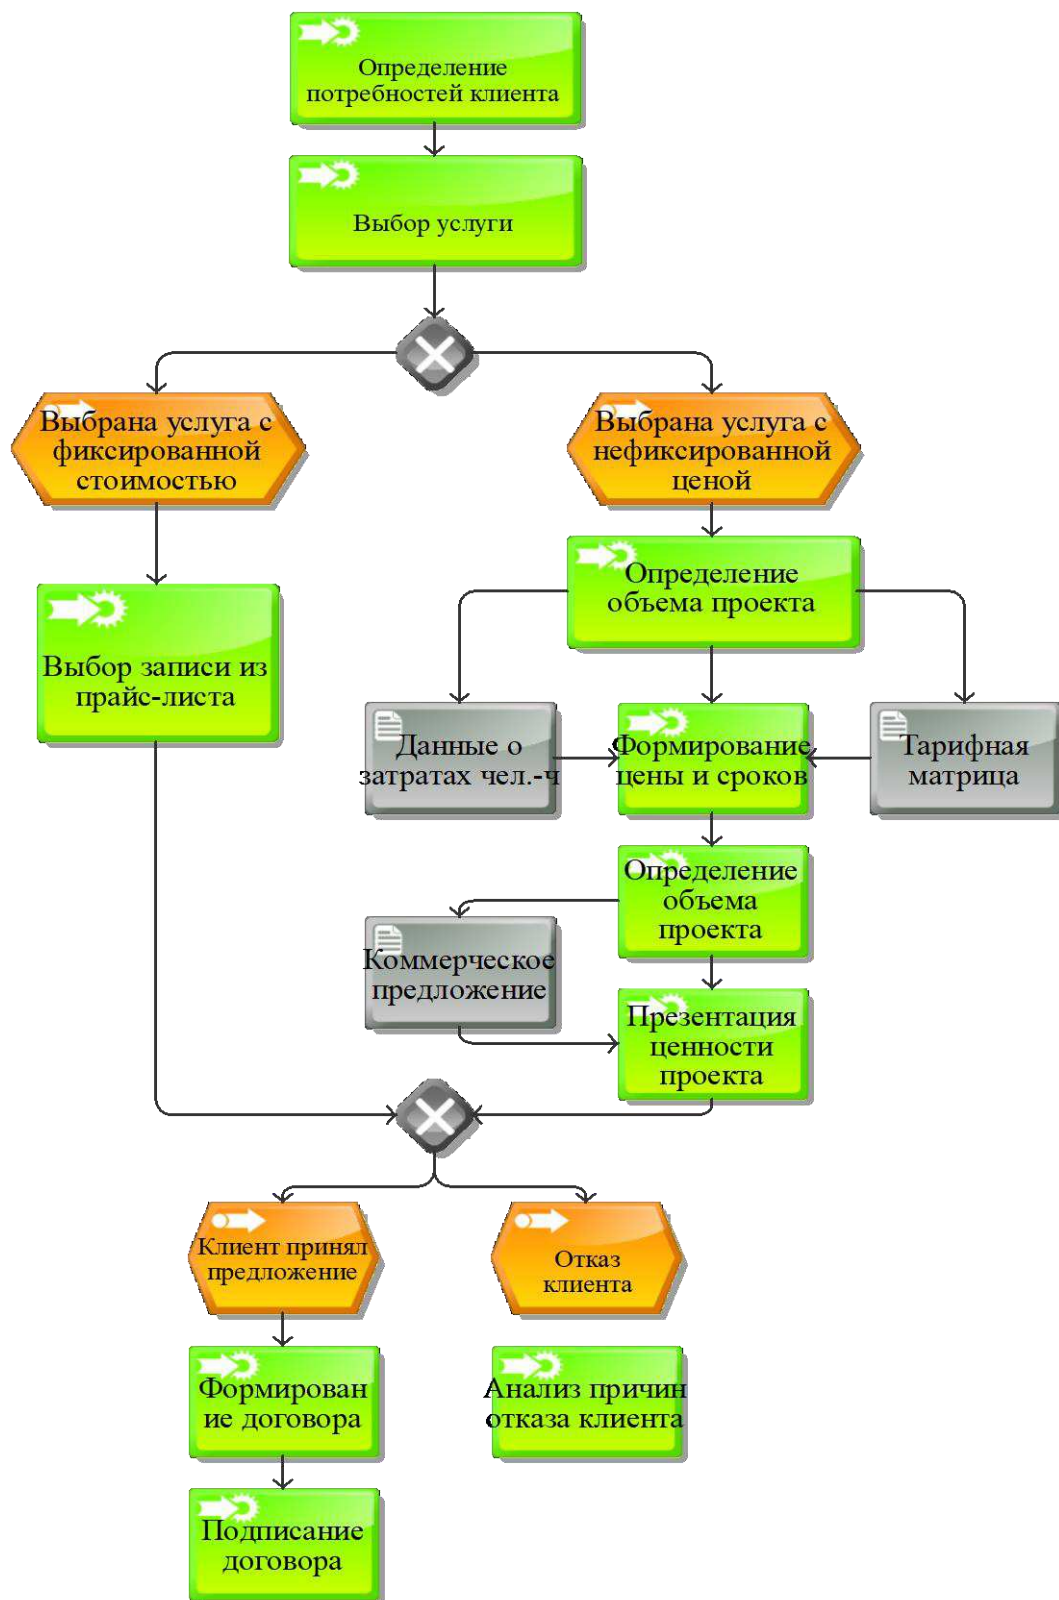 Определение
потребностей клиента
Выбор услуги
Выбрана услуга с
фиксированной
стоимостью
Выбрана услуга с
нефиксированной
ценой
Определение
объема проекта
Выбор записи из
прайс-листа
Данные о
затратах чел.-ч
Формирование
цены и сроков
Тарифная
матрица
Определение
объема
проекта
Коммерческое
предложение
Презентация
ценности
проекта
Клиент принял
предложение
Отказ
клиента
Формирован
ие договора
Анализ причин
отказа клиента
Подписание
договора